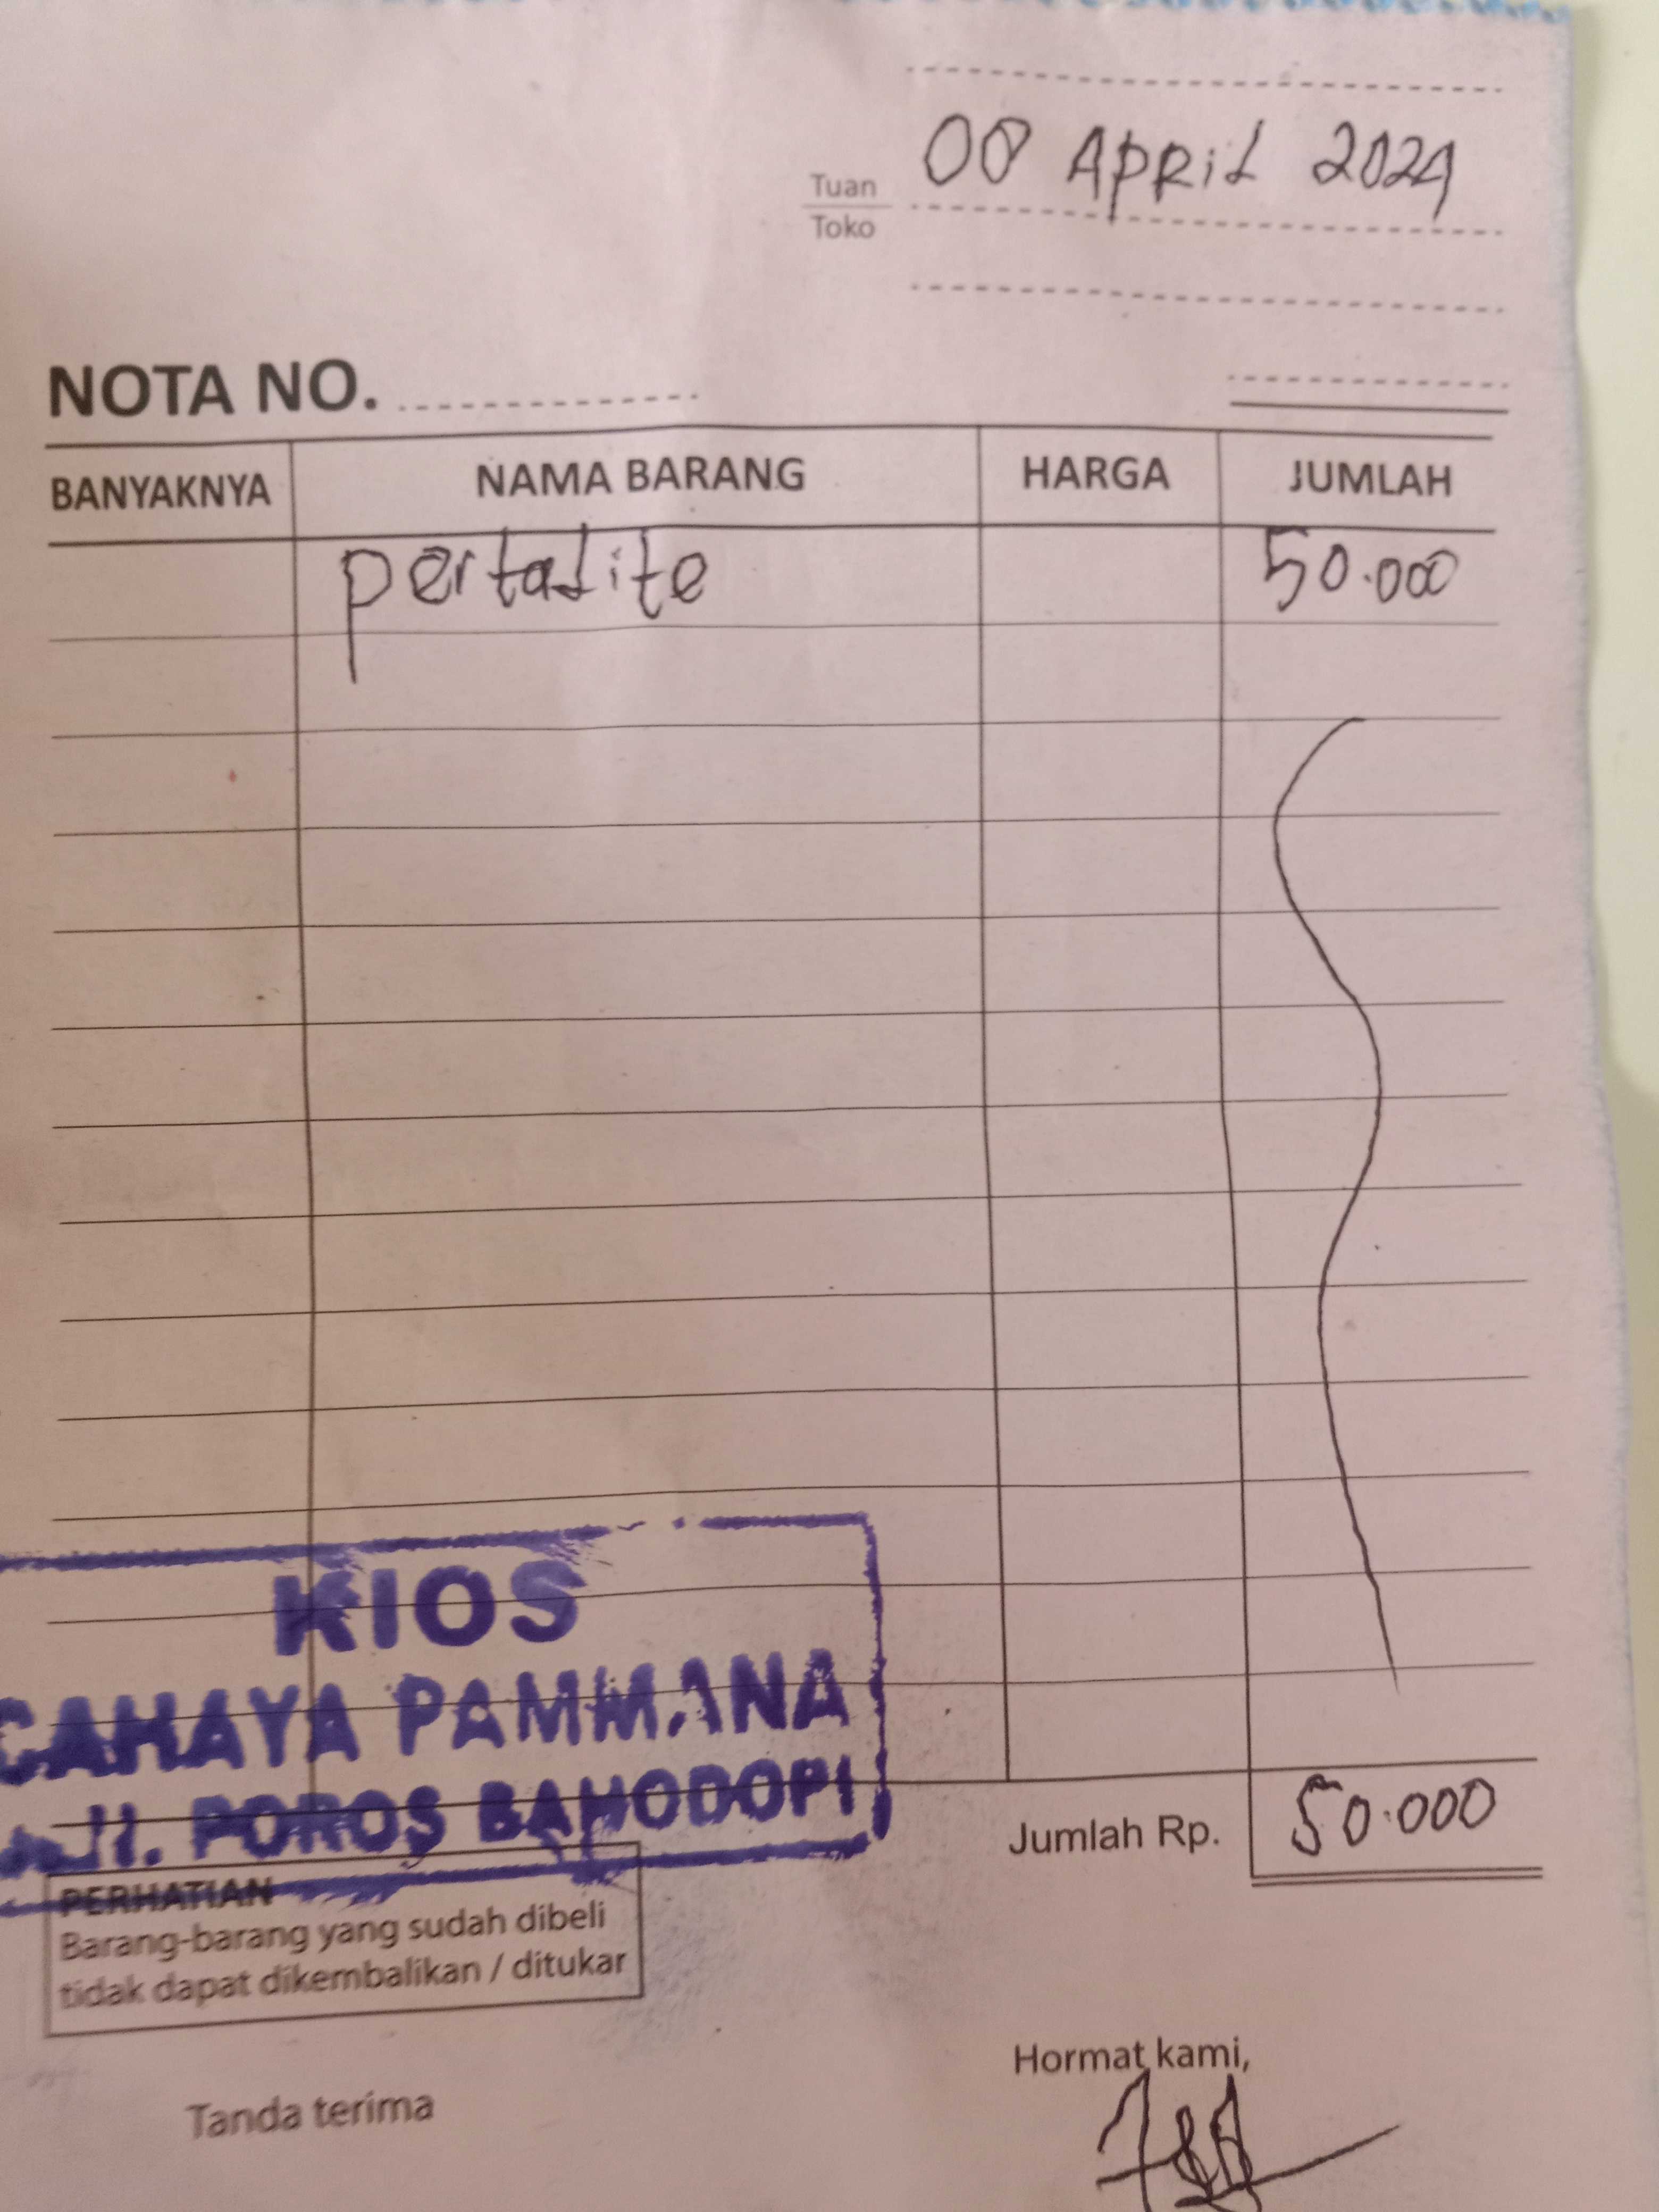 08 APRIL 2024
Tuan
Toko
NOTA NO.
BANYAKNYA NAMA BARANG HARGA JUMLAH
pertalite 50.000
KIOS
CAHAYA PAMMANA
Jl. POROS BAHODOPI
Jumlah Rp. 50.000
PERHATIAN
Barang-barang yang sudah dibeli
tidak dapat dikembalikan / ditukar
Hormat kami,
Tanda terima